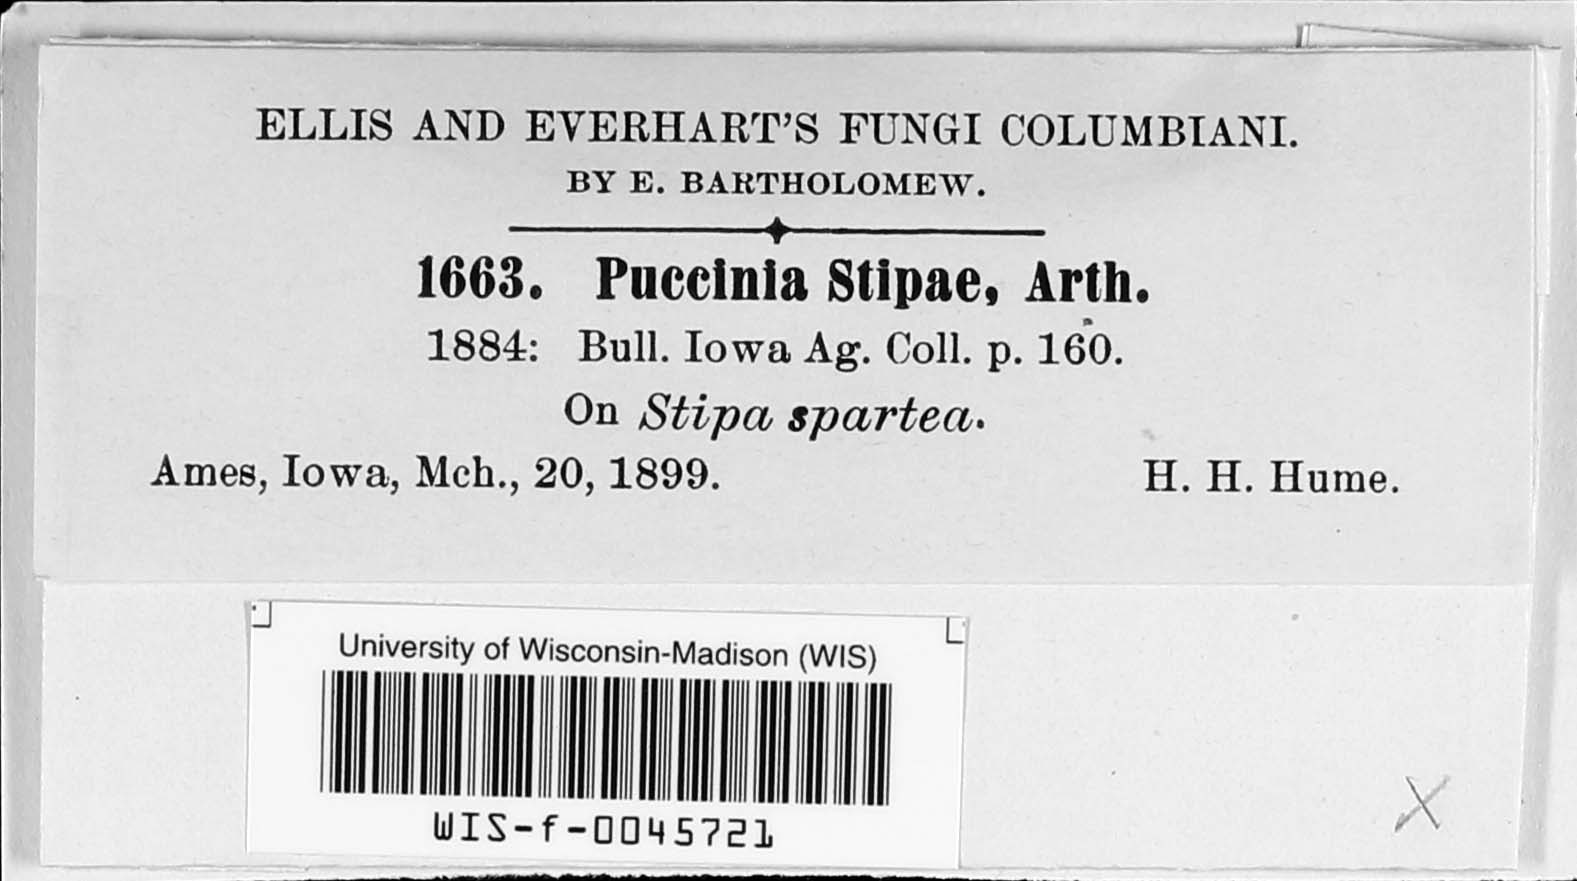 ELLIS AND EVERHART'S FUNGI COLUMBIANI.
BY E. BARTHOLOMEW.
1663. Puccinia Stipae, Arth.
1884: Bull. Iowa Ag. Coll. p. 160.
On Stipa spartea.
Ames, Iowa, Mch., 20, 1899. H. H. Hume.
University of Wisconsin-Madison (WIS)
WIS-f-0045721
X